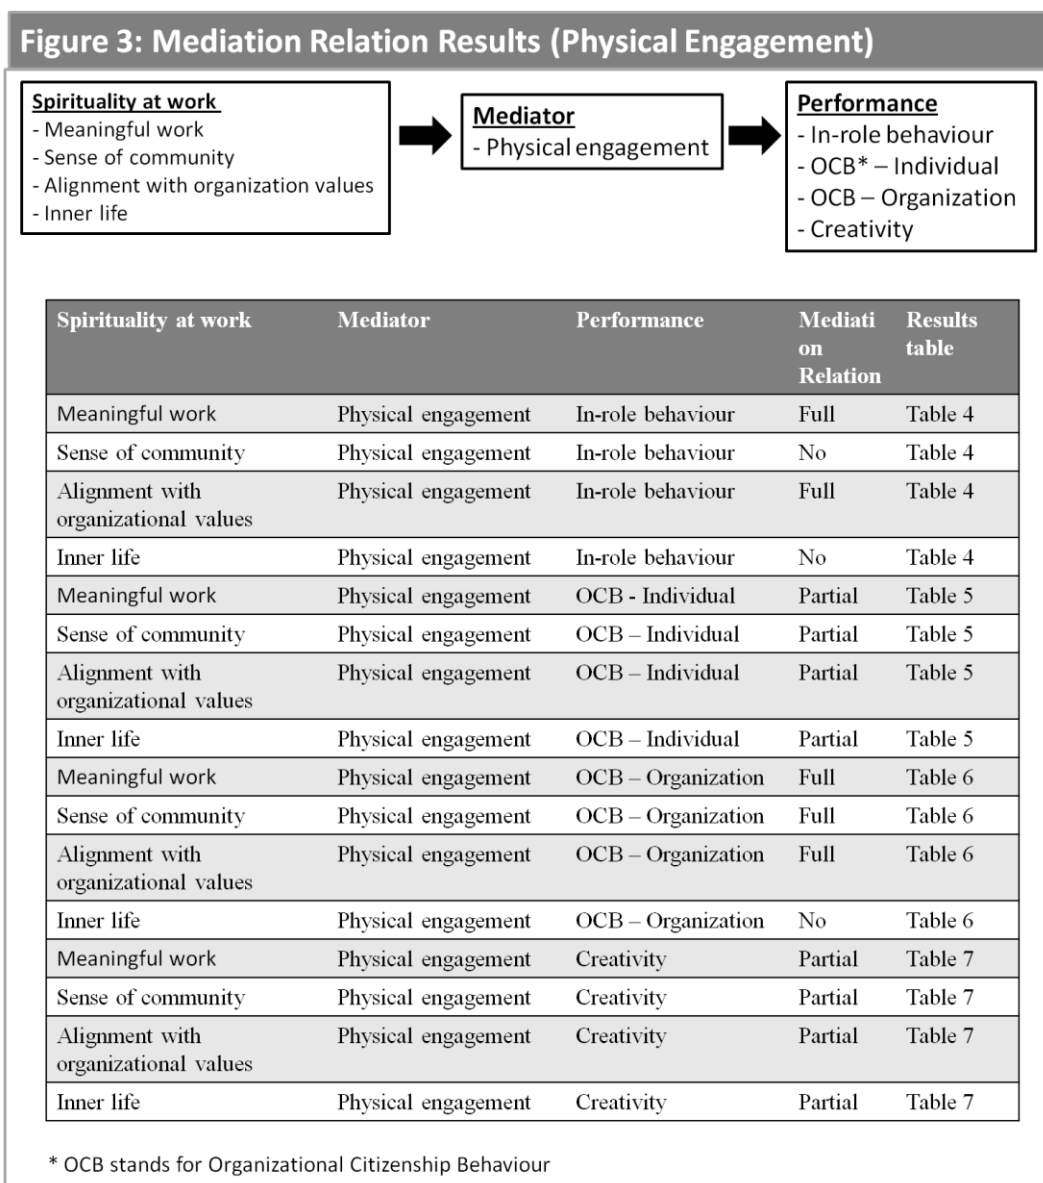 Figure 3: Mediation Relation Results (Physical Engagement)
Spirituality at work
- Meaningful work
- Sense of community
- Alignment with organization values
- Inner life
Mediator
- Physical engagement
Performance
- In-role behaviour
- OCB* – Individual
- OCB – Organization
- Creativity
Spirituality at work Mediator Performance Mediati on Relation Results table
Meaningful work Physical engagement In-role behaviour Full Table 4
Sense of community Physical engagement In-role behaviour No Table 4
Alignment with organizational values Physical engagement In-role behaviour Full Table 4
Inner life Physical engagement In-role behaviour No Table 4
Meaningful work Physical engagement OCB - Individual Partial Table 5
Sense of community Physical engagement OCB – Individual Partial Table 5
Alignment with organizational values Physical engagement OCB – Individual Partial Table 5
Inner life Physical engagement OCB – Individual Partial Table 5
Meaningful work Physical engagement OCB – Organization Full Table 6
Sense of community Physical engagement OCB – Organization Full Table 6
Alignment with organizational values Physical engagement OCB – Organization Full Table 6
Inner life Physical engagement OCB – Organization No Table 6
Meaningful work Physical engagement Creativity Partial Table 7
Sense of community Physical engagement Creativity Partial Table 7
Alignment with organizational values Physical engagement Creativity Partial Table 7
Inner life Physical engagement Creativity Partial Table 7
* OCB stands for Organizational Citizenship Behaviour